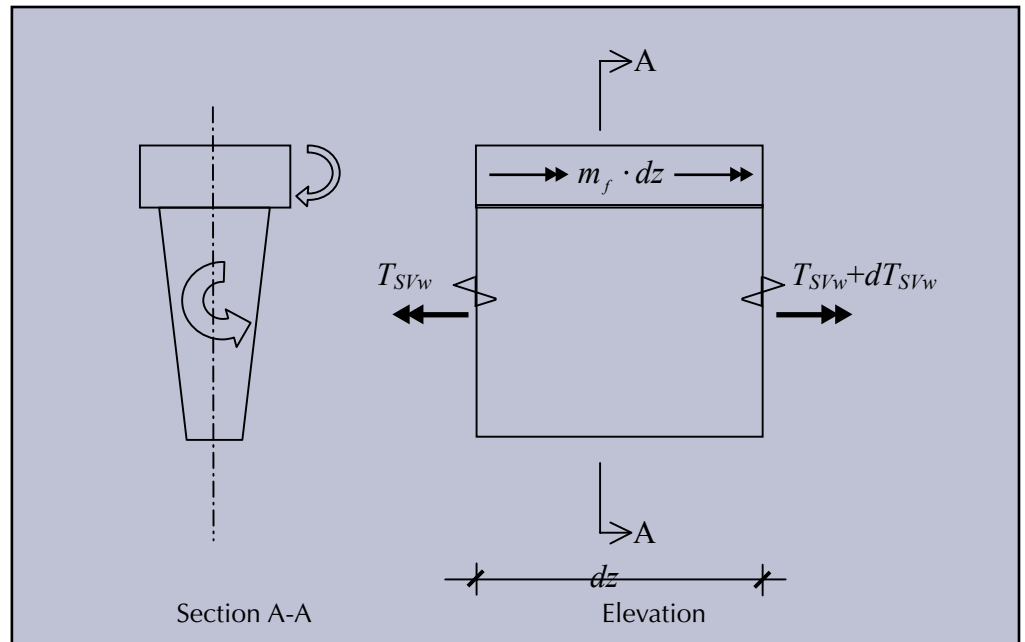 A
m_f · dz
T_SVw
T_SVw+dT_SVw
A
dz
Section A-A
Elevation